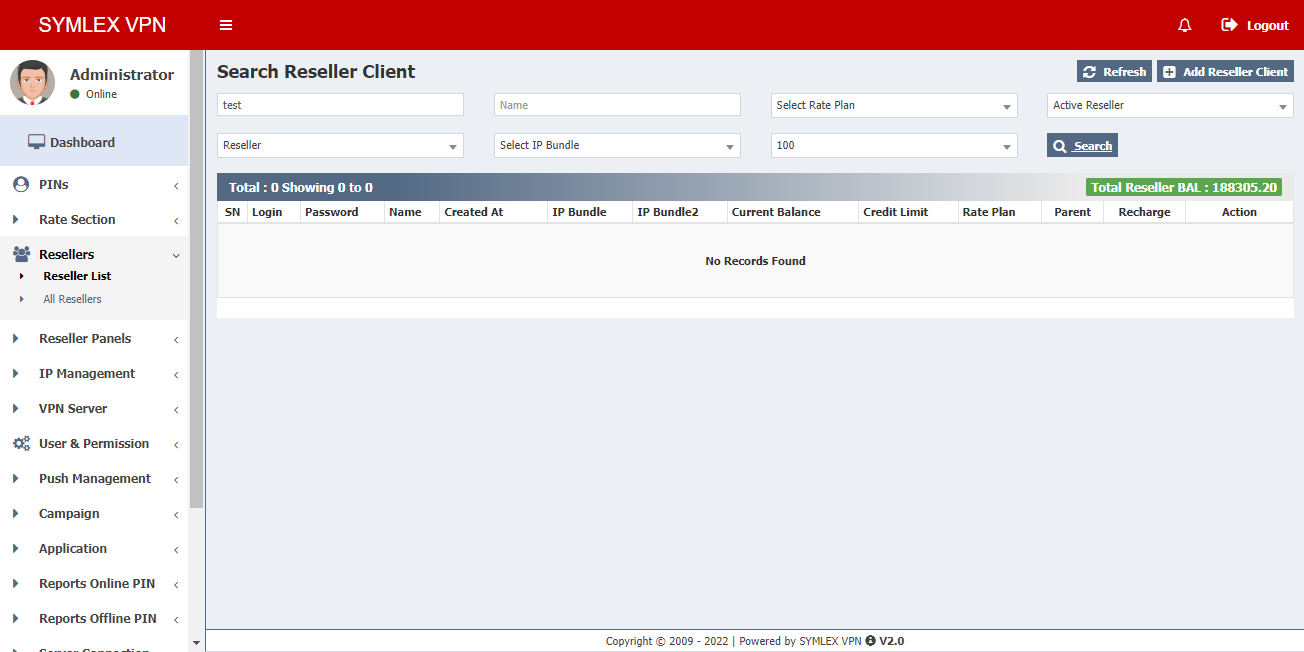 SYMLEX VPN
Logout
Administrator
Online
Dashboard
PINs
Rate Section
Resellers
Reseller List
All Resellers
Reseller Panels
IP Management
VPN Server
User & Permission
Push Management
Campaign
Application
Reports Online PIN
Reports Offline PIN
Server Connection
Search Reseller Client
Refresh
Add Reseller Client
test
Name
Select Rate Plan
Active Reseller
Reseller
Select IP Bundle
100
Search
Total : 0 Showing 0 to 0
Total Reseller BAL : 188305.20
SN Login Password Name Created At IP Bundle IP Bundle2 Current Balance Credit Limit Rate Plan Parent Recharge Action
No Records Found
Copyright © 2009 - 2022 | Powered by SYMLEX VPN V2.0